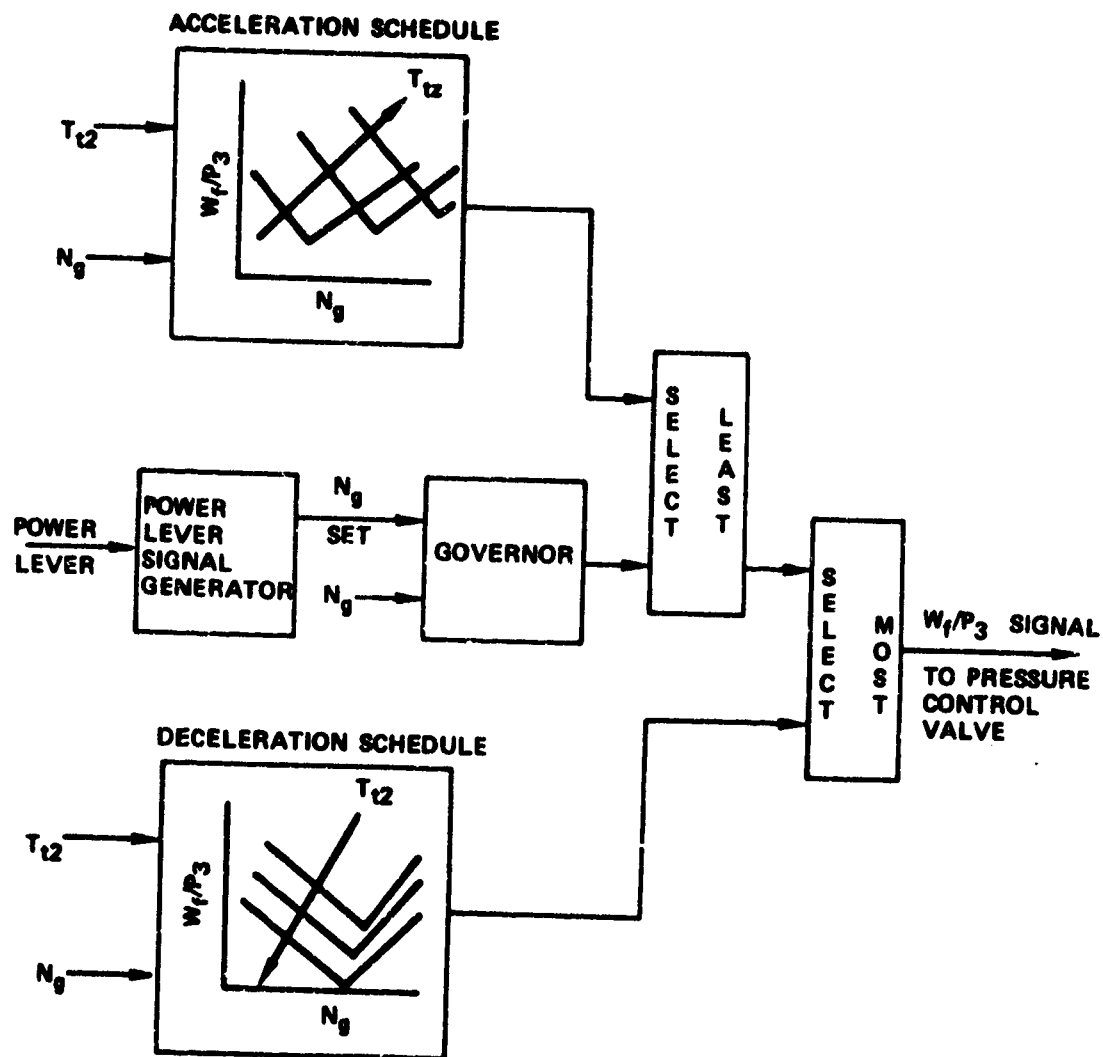 ACCELERATION SCHEDULE
T_tz
T_t2
W_f/P_3
N_g
N_g
SELECT
LEAST
POWER
LEVER
POWER
LEVER
SIGNAL
GENERATOR
N_g
SET
N_g
GOVERNOR
SELECT
MOST
W_f/P_3 SIGNAL
TO PRESSURE
CONTROL
VALVE
DECELERATION SCHEDULE
T_t2
T_t2
W_f/P_3
N_g
N_g